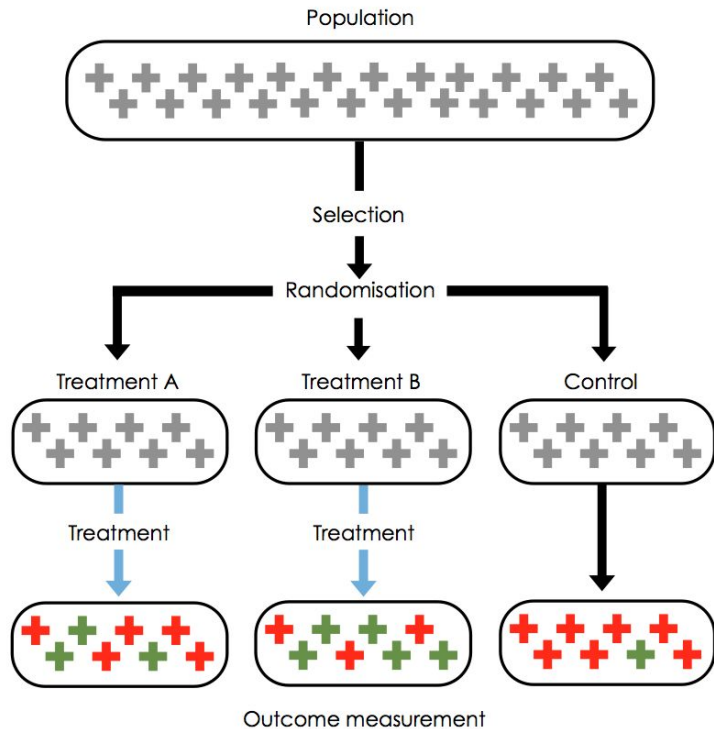 Population
Selection
Randomisation
Treatment A
Treatment B
Control
Treatment
Treatment
Outcome measurement